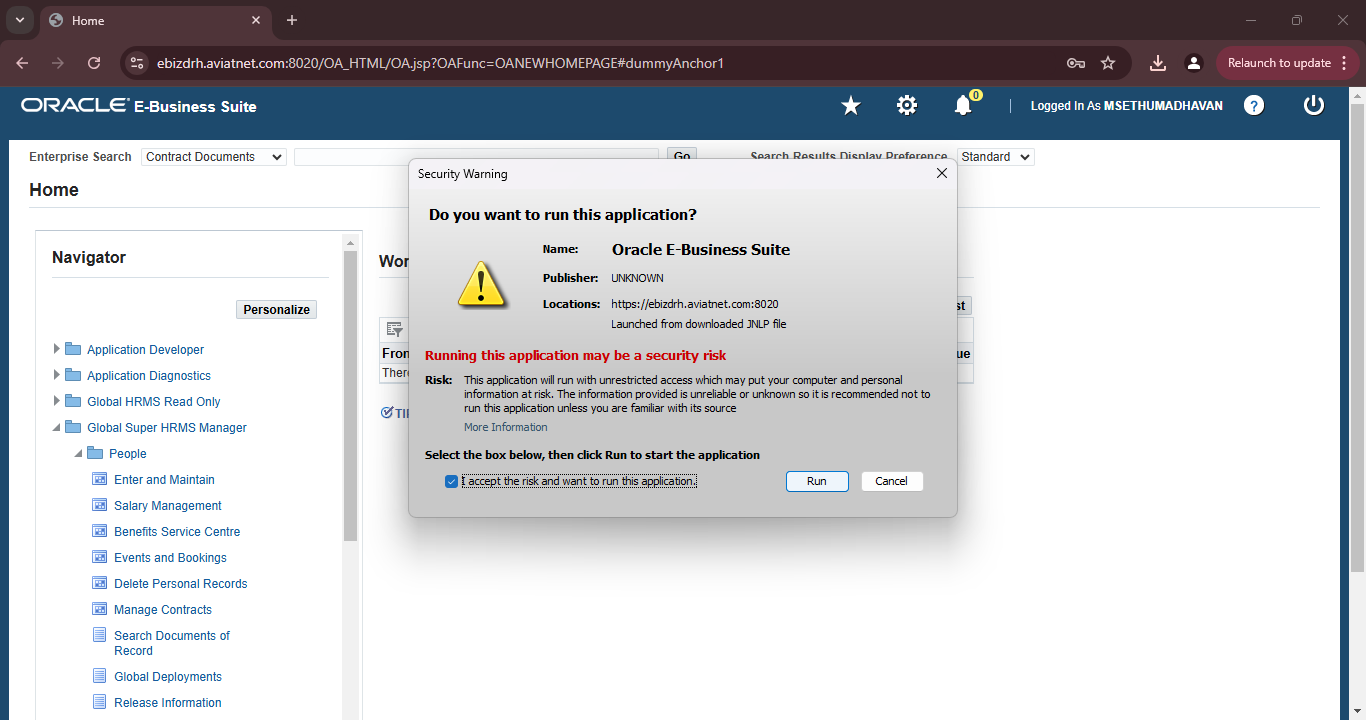 Home
ebizdrh.aviatnet.com:8020/OA_HTML/OA.jsp?OAFunc=OANEWHOMEPAGE#dummyAnchor1
Relaunch to update
ORACLE E-Business Suite
0
Logged In As MSETHUMADHAVAN
?
Enterprise Search
Contract Documents
Go
Search Results Display Preference
Standard
Home
Navigator
Personalize
Application Developer
Application Diagnostics
Global HRMS Read Only
Global Super HRMS Manager
People
Enter and Maintain
Salary Management
Benefits Service Centre
Events and Bookings
Delete Personal Records
Manage Contracts
Search Documents of
Record
Global Deployments
Release Information
Wor
st
Fron
ue
Ther
TI
Security Warning
Do you want to run this application?
Name: Oracle E-Business Suite
Publisher: UNKNOWN
Locations: https://ebizdrh.aviatnet.com:8020
Launched from downloaded JNLP file
Running this application may be a security risk
Risk: This application will run with unrestricted access which may put your computer and personal
information at risk. The information provided is unreliable or unknown so it is recommended not to
run this application unless you are familiar with its source
More Information
Select the box below, then click Run to start the application
I accept the risk and want to run this application.
Run
Cancel